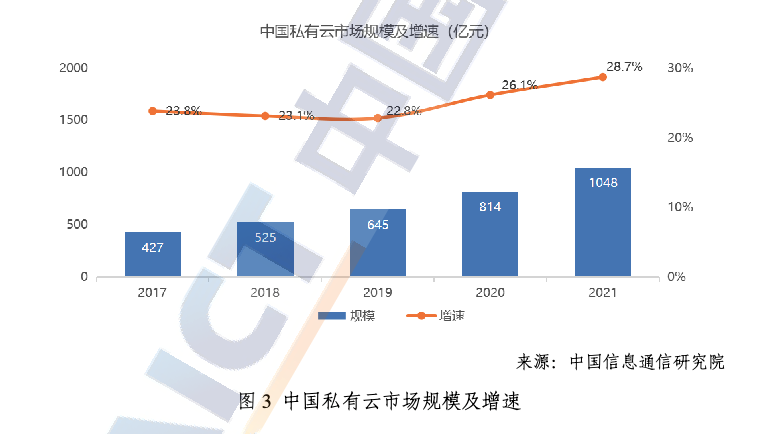 中国私有云市场规模及增速（亿元）
2000 30%
28.7%
26.1%
23.8% 23.1% 22.8%
1500 20%
1000 10%
500
0 0%
427 525 645 814 1048
2017 2018 2019 2020 2021
规模 增速
来源：中国信息通信研究院
图 3 中国私有云市场规模及增速
中国
ICT